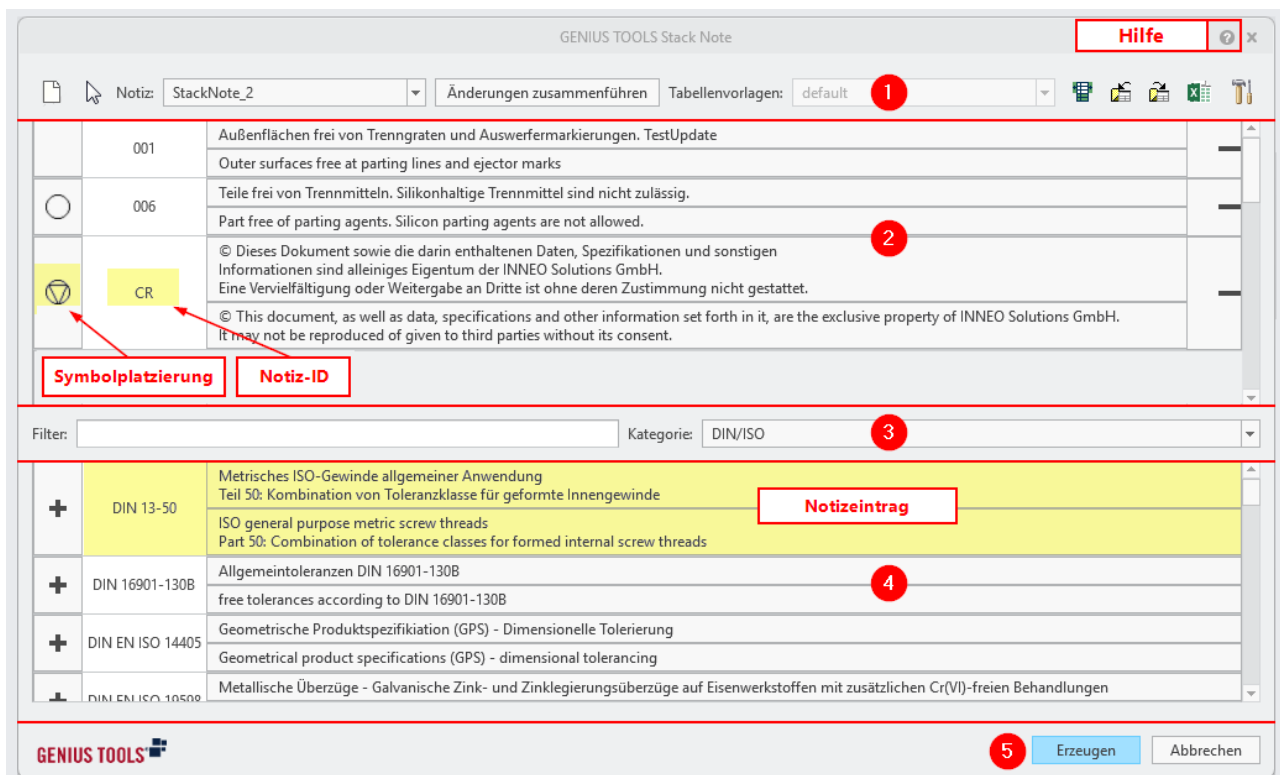 GENIUS TOOLS Stack Note
Hilfe
Notiz:
StackNote_2
Änderungen zusammenführen
Tabellenvorlagen:
default
1
001
Außenflächen frei von Trenngraten und Auswerfermarkierungen. TestUpdate
Outer surfaces free at parting lines and ejector marks
006
Teile frei von Trennmitteln. Silikonhaltige Trennmittel sind nicht zulässig.
Part free of parting agents. Silicon parting agents are not allowed.
2
CR
© Dieses Dokument sowie die darin enthaltenen Daten, Spezifikationen und sonstigen
Informationen sind alleiniges Eigentum der INNEO Solutions GmbH.
Eine Vervielfältigung oder Weitergabe an Dritte ist ohne deren Zustimmung nicht gestattet.
© This document, as well as data, specifications and other information set forth in it, are the exclusive property of INNEO Solutions GmbH.
It may not be reproduced of given to third parties without its consent.
Symbolplatzierung
Notiz-ID
Filter:
Kategorie:
DIN/ISO
3
DIN 13-50
Metrisches ISO-Gewinde allgemeiner Anwendung
Teil 50: Kombination von Toleranzklasse für geformte Innengewinde
ISO general purpose metric screw threads
Part 50: Combination of tolerance classes for formed internal screw threads
Notizeintrag
DIN 16901-130B
Allgemeintoleranzen DIN 16901-130B
free tolerances according to DIN 16901-130B
4
DIN EN ISO 14405
Geometrische Produktspezifikiation (GPS) - Dimensionelle Tolerierung
Geometrical product specifications (GPS) - dimensional tolerancing
DIN EN ISO 19598
Metallische Überzüge - Galvanische Zink- und Zinklegierungsüberzüge auf Eisenwerkstoffen mit zusätzlichen Cr(VI)-freien Behandlungen
GENIUS TOOLS
5
Erzeugen
Abbrechen